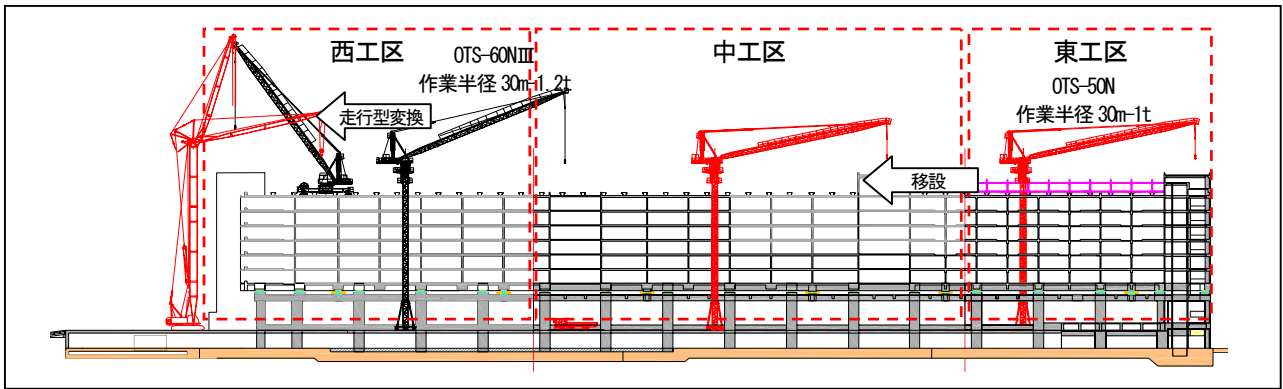 西工区
OTS-60NⅢ
作業半径 30m-1.2t
走行型変換
中工区
移設
東工区
OTS-50N
作業半径 30m-1t